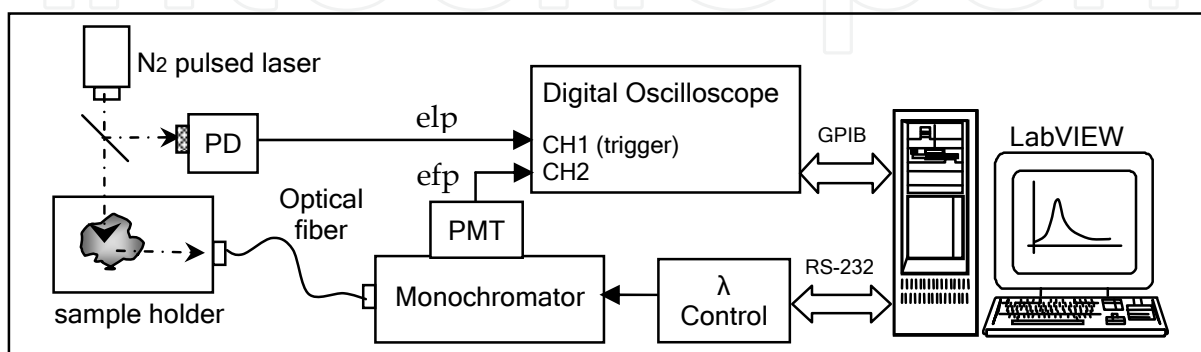 N2 pulsed laser
PD
elp
Digital Oscilloscope
CH1 (trigger)
CH2
GPIB
LabVIEW
efp
Optical
fiber
PMT
sample holder
Monochromator
λ
Control
RS-232